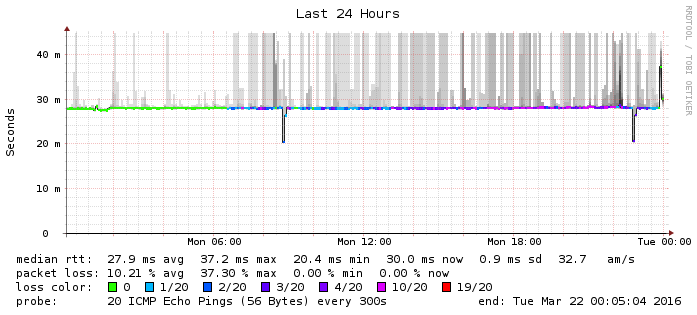 Last 24 Hours
RRDTOOL / TOBI OETIKER
Seconds
40 m
30 m
20 m
10 m
0
Mon 06:00 Mon 12:00 Mon 18:00 Tue 00:00
median rtt: 27.9 ms avg 37.2 ms max 20.4 ms min 30.0 ms now 0.9 ms sd 32.7 am/s
packet loss: 10.21 % avg 37.30 % max 0.00 % min 0.00 % now
loss color: 0 1/20 2/20 3/20 4/20 10/20 19/20
probe: 20 ICMP Echo Pings (56 Bytes) every 300s end: Tue Mar 22 00:05:04 2016